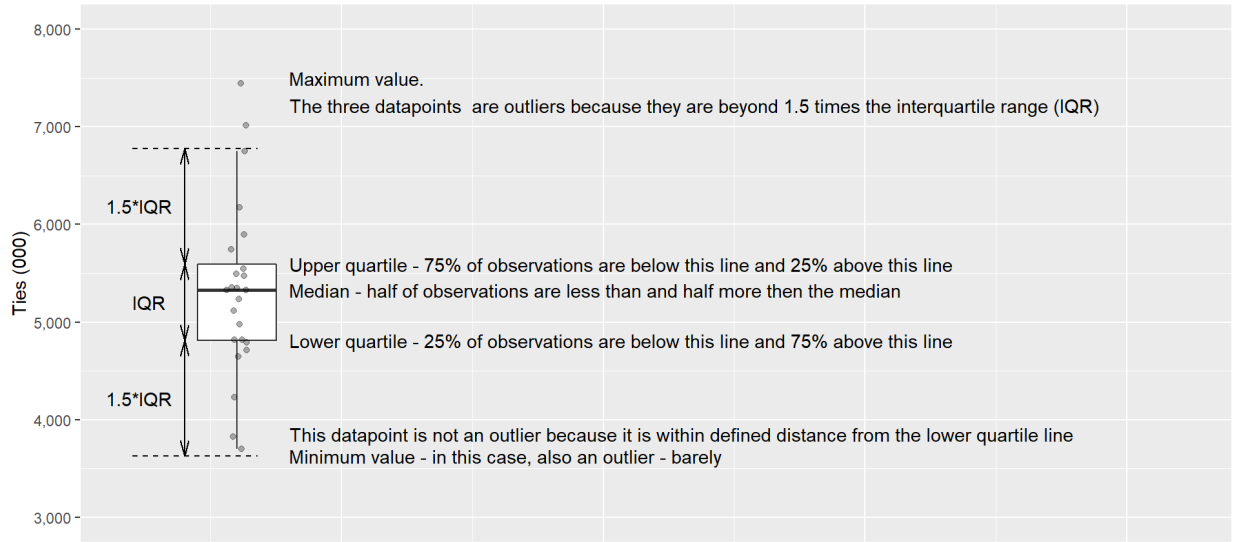 8,000
Maximum value.
The three datapoints  are outliers because they are beyond 1.5 times the interquartile range (IQR)
7,000
1.5*IQR
6,000
Ties (000)
Upper quartile - 75% of observations are below this line and 25% above this line
Median - half of observations are less than and half more then the median
IQR
5,000
Lower quartile - 25% of observations are below this line and 75% above this line
1.5*IQR
4,000
This datapoint is not an outlier because it is within defined distance from the lower quartile line
Minimum value - in this case, also an outlier - barely
3,000